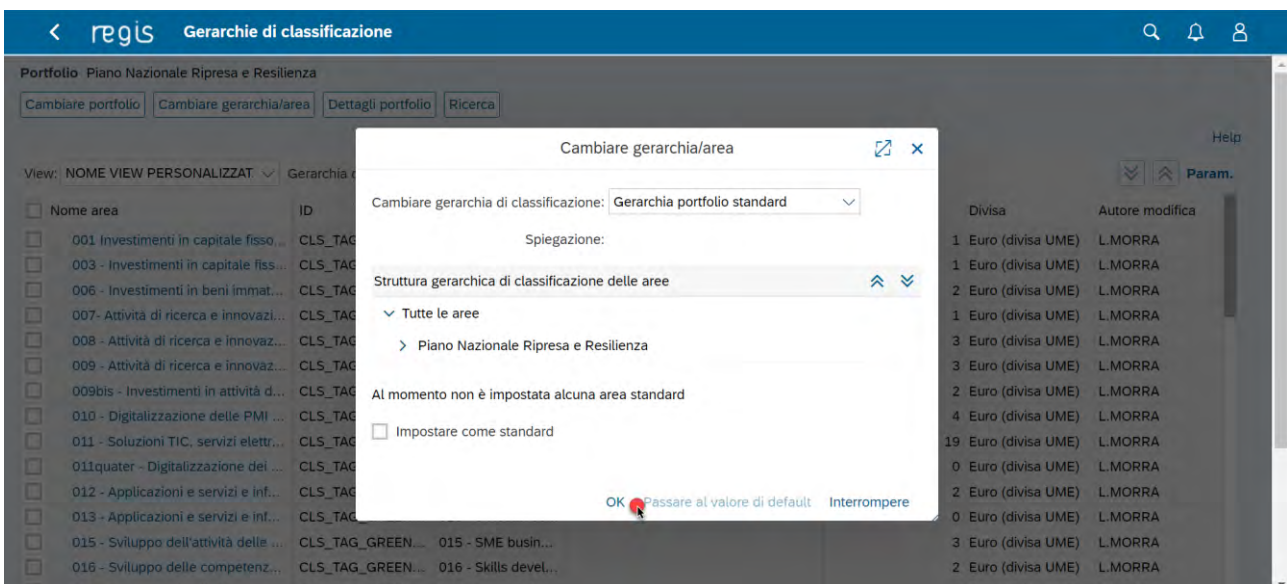 regis Gerarchie di classificazione
Portfolio Piano Nazionale Ripresa e Resilienza
Cambiare portfolio Cambiare gerarchia/area Dettagli portfolio Ricerca
Help
View: NOME VIEW PERSONALIZZAT Gerarchia
Param.
Nome area ID Divisa Autore modifica
001 Investimenti in capitale fisso... CLS_TAG 1 Euro (divisa UME) L.MORRA
003 - Investimenti in capitale fiss... CLS_TAG 1 Euro (divisa UME) L.MORRA
006 - Investimenti in beni immat... CLS_TAG 2 Euro (divisa UME) L.MORRA
007- Attività di ricerca e innovazi... CLS_TAG 1 Euro (divisa UME) L.MORRA
008 - Attività di ricerca e innovaz... CLS_TAG 3 Euro (divisa UME) L.MORRA
009 - Attività di ricerca e innovaz... CLS_TAG 3 Euro (divisa UME) L.MORRA
009bis - Investimenti in attività d... CLS_TAG 2 Euro (divisa UME) L.MORRA
010 - Digitalizzazione delle PMI ... CLS_TAG 4 Euro (divisa UME) L.MORRA
011 - Soluzioni TIC, servizi elettr... CLS_TAG 19 Euro (divisa UME) L.MORRA
011quater - Digitalizzazione dei ... CLS_TAG 0 Euro (divisa UME) L.MORRA
012 - Applicazioni e servizi e inf... CLS_TAG 2 Euro (divisa UME) L.MORRA
013 - Applicazioni e servizi e inf... CLS_TAG 0 Euro (divisa UME) L.MORRA
015 - Sviluppo dell'attività delle ... CLS_TAG_GREEN... 015 - SME busin... 3 Euro (divisa UME) L.MORRA
016 - Sviluppo delle competenz... CLS_TAG_GREEN... 016 - Skills devel... 2 Euro (divisa UME) L.MORRA
Cambiare gerarchia/area
Cambiare gerarchia di classificazione: Gerarchia portfolio standard
Spiegazione:
Struttura gerarchica di classificazione delle aree
Tutte le aree
Piano Nazionale Ripresa e Resilienza
Al momento non è impostata alcuna area standard
Impostare come standard
OK Passare al valore di default Interrompere